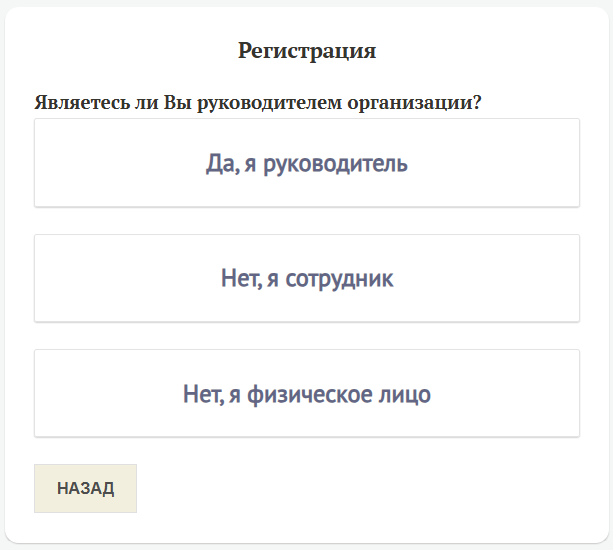 Регистрация
Являетесь ли Вы руководителем организации?
Да, я руководитель
Нет, я сотрудник
Нет, я физическое лицо
НАЗАД